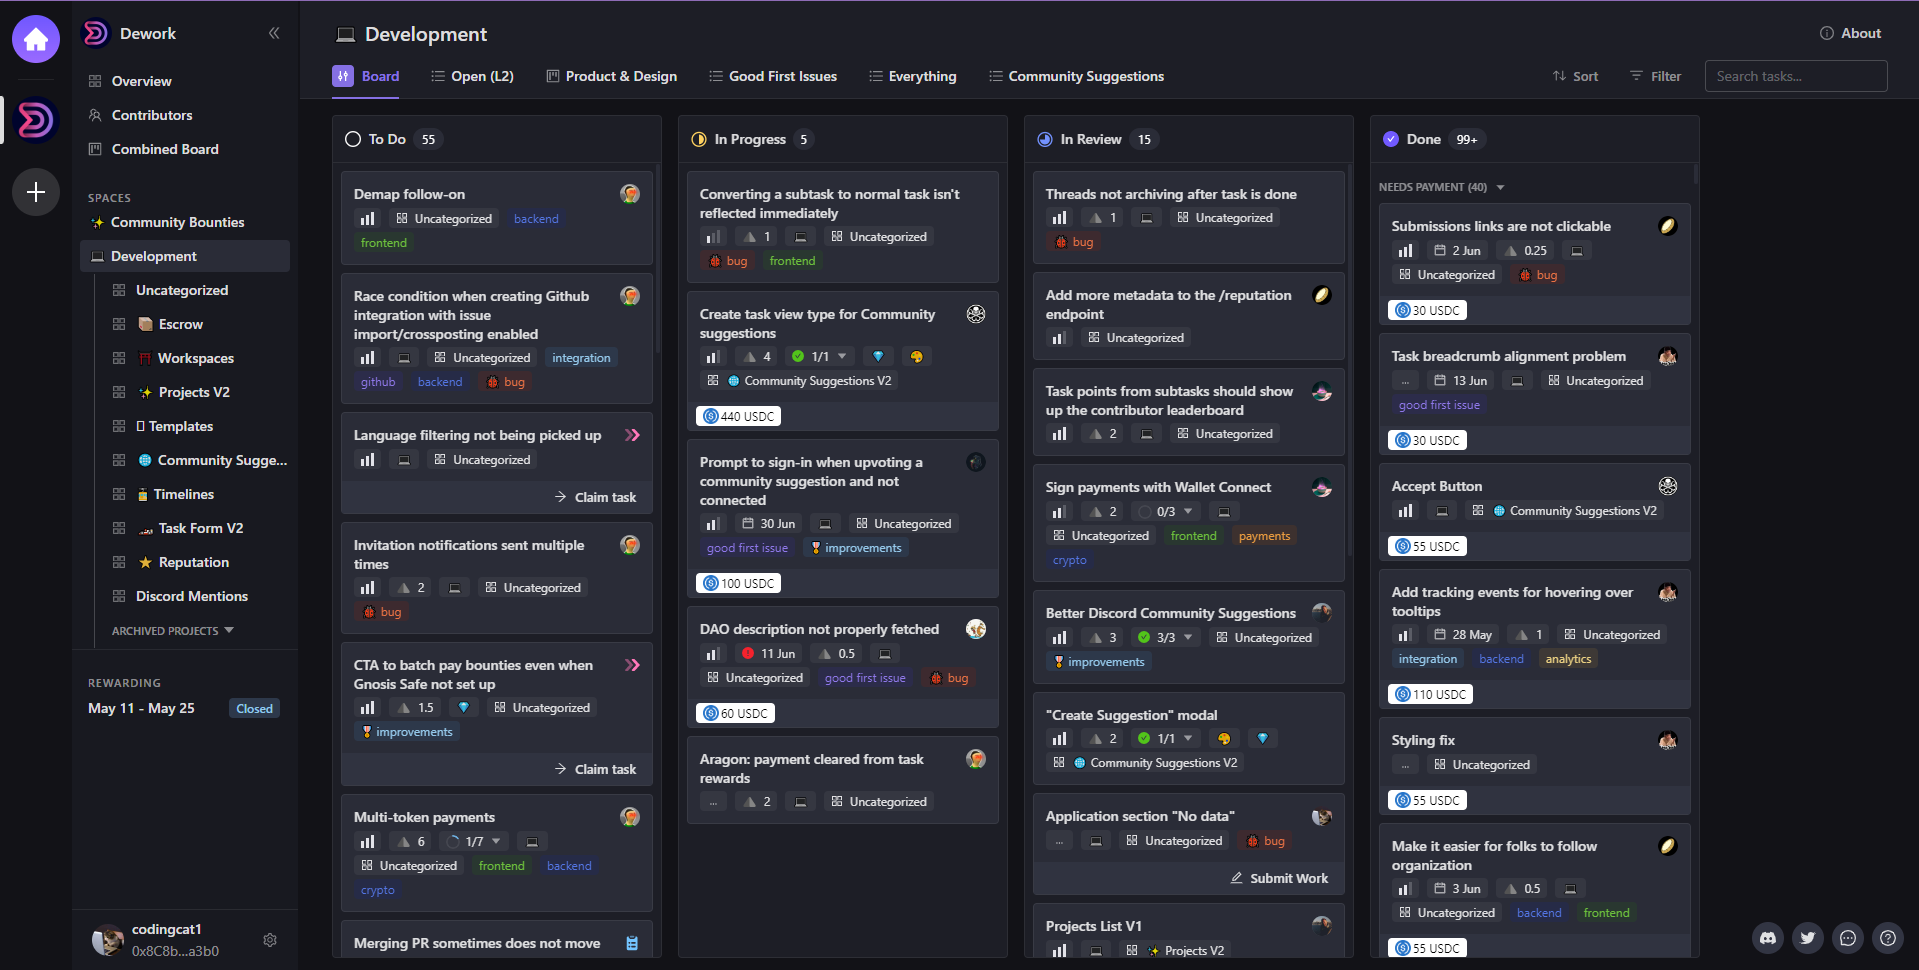 Dework
Overview
Contributors
Combined Board
SPACES
Community Bounties
Development
Uncategorized
Escrow
Workspaces
Projects V2
Templates
Community Sugge...
Timelines
Task Form V2
Reputation
Discord Mentions
ARCHIVED PROJECTS
REWARDING
May 11 - May 25 Closed
codingcat1
0x8C8b...a3b0
Development
About
Board Open (L2) Product & Design Good First Issues Everything Community Suggestions
Sort Filter Search tasks...
To Do 55
Demap follow-on
Uncategorized backend
frontend
Race condition when creating Github
integration with issue
import/crossposting enabled
Uncategorized integration
github backend bug
Language filtering not being picked up
Uncategorized
Claim task
Invitation notifications sent multiple
times
2 Uncategorized
bug
CTA to batch pay bounties even when
Gnosis Safe not set up
1.5 Uncategorized
improvements
Claim task
Multi-token payments
6 1/7
Uncategorized frontend backend
crypto
Merging PR sometimes does not move
In Progress 5
Converting a subtask to normal task isn't
reflected immediately
1 Uncategorized
bug frontend
Create task view type for Community
suggestions
4 1/1
Community Suggestions V2
440 USDC
Prompt to sign-in when upvoting a
community suggestion and not
connected
30 Jun Uncategorized
good first issue improvements
100 USDC
DAO description not properly fetched
11 Jun 0.5
Uncategorized good first issue bug
60 USDC
Aragon: payment cleared from task
rewards
... 2 Uncategorized
In Review 15
Threads not archiving after task is done
1 Uncategorized
bug
Add more metadata to the /reputation
endpoint
Uncategorized
Task points from subtasks should show
up the contributor leaderboard
2 Uncategorized
Sign payments with Wallet Connect
2 0/3
Uncategorized frontend payments
crypto
Better Discord Community Suggestions
3 3/3 Uncategorized
improvements
"Create Suggestion" modal
2 1/1
Community Suggestions V2
Application section "No data"
... Uncategorized bug
Submit Work
Projects List V1
Projects V2
Done 99+
NEEDS PAYMENT (40)
Submissions links are not clickable
2 Jun 0.25
Uncategorized bug
30 USDC
Task breadcrumb alignment problem
... 13 Jun Uncategorized
good first issue
30 USDC
Accept Button
Community Suggestions V2
55 USDC
Add tracking events for hovering over
tooltips
28 May 1 Uncategorized
integration backend analytics
110 USDC
Styling fix
... Uncategorized
55 USDC
Make it easier for folks to follow
organization
3 Jun 0.5
Uncategorized backend frontend
55 USDC